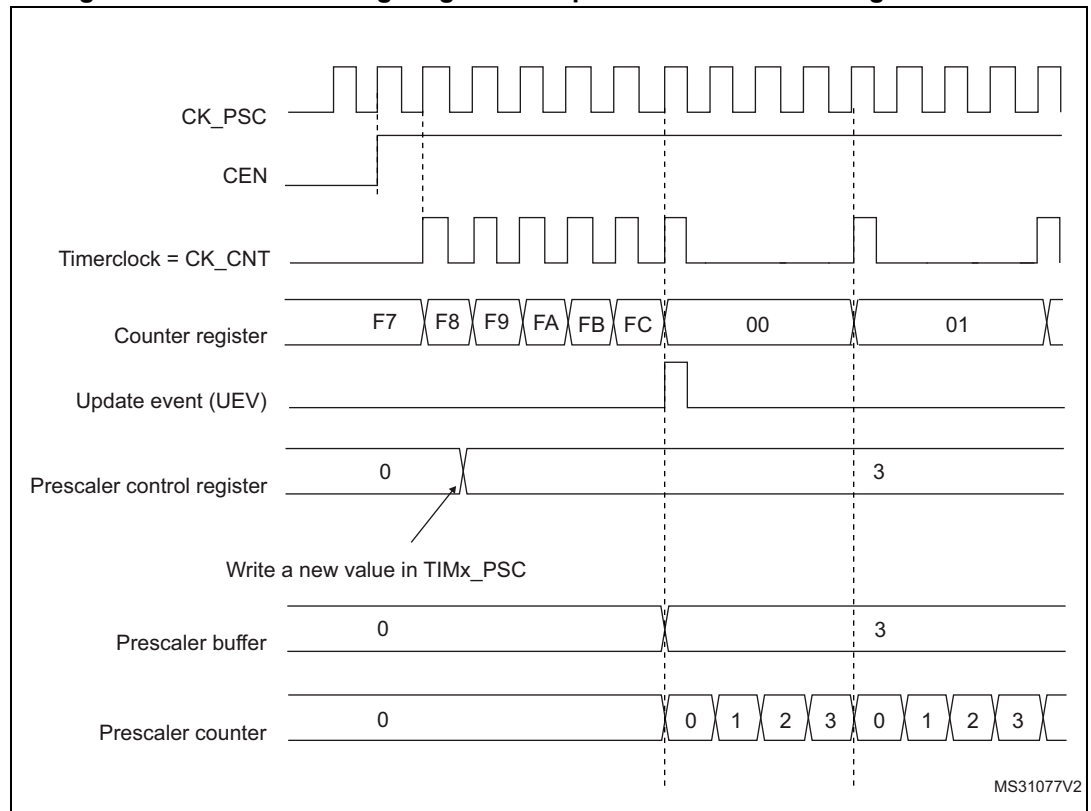 CK_PSC
CEN
Timerclock = CK_CNT
Counter register F7 F8 F9 FA FB FC 00 01
Update event (UEV)
Prescaler control register 0 3
Write a new value in TIMx_PSC
Prescaler buffer 0 3
Prescaler counter 0 0 1 2 3 0 1 2 3
MS31077V2